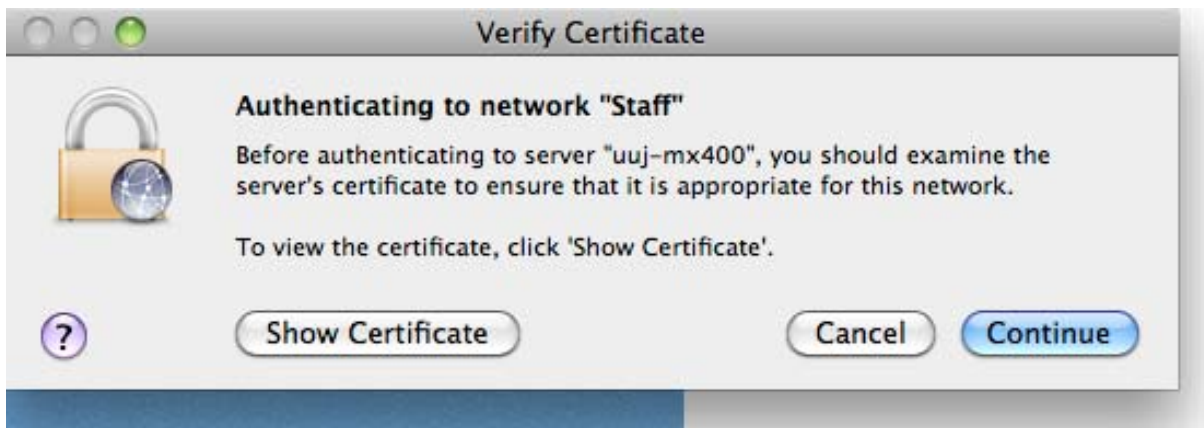 Verify Certificate
Authenticating to network "Staff"
Before authenticating to server "uuj-mx400", you should examine the
server's certificate to ensure that it is appropriate for this network.
To view the certificate, click 'Show Certificate'.
? Show Certificate Cancel Continue